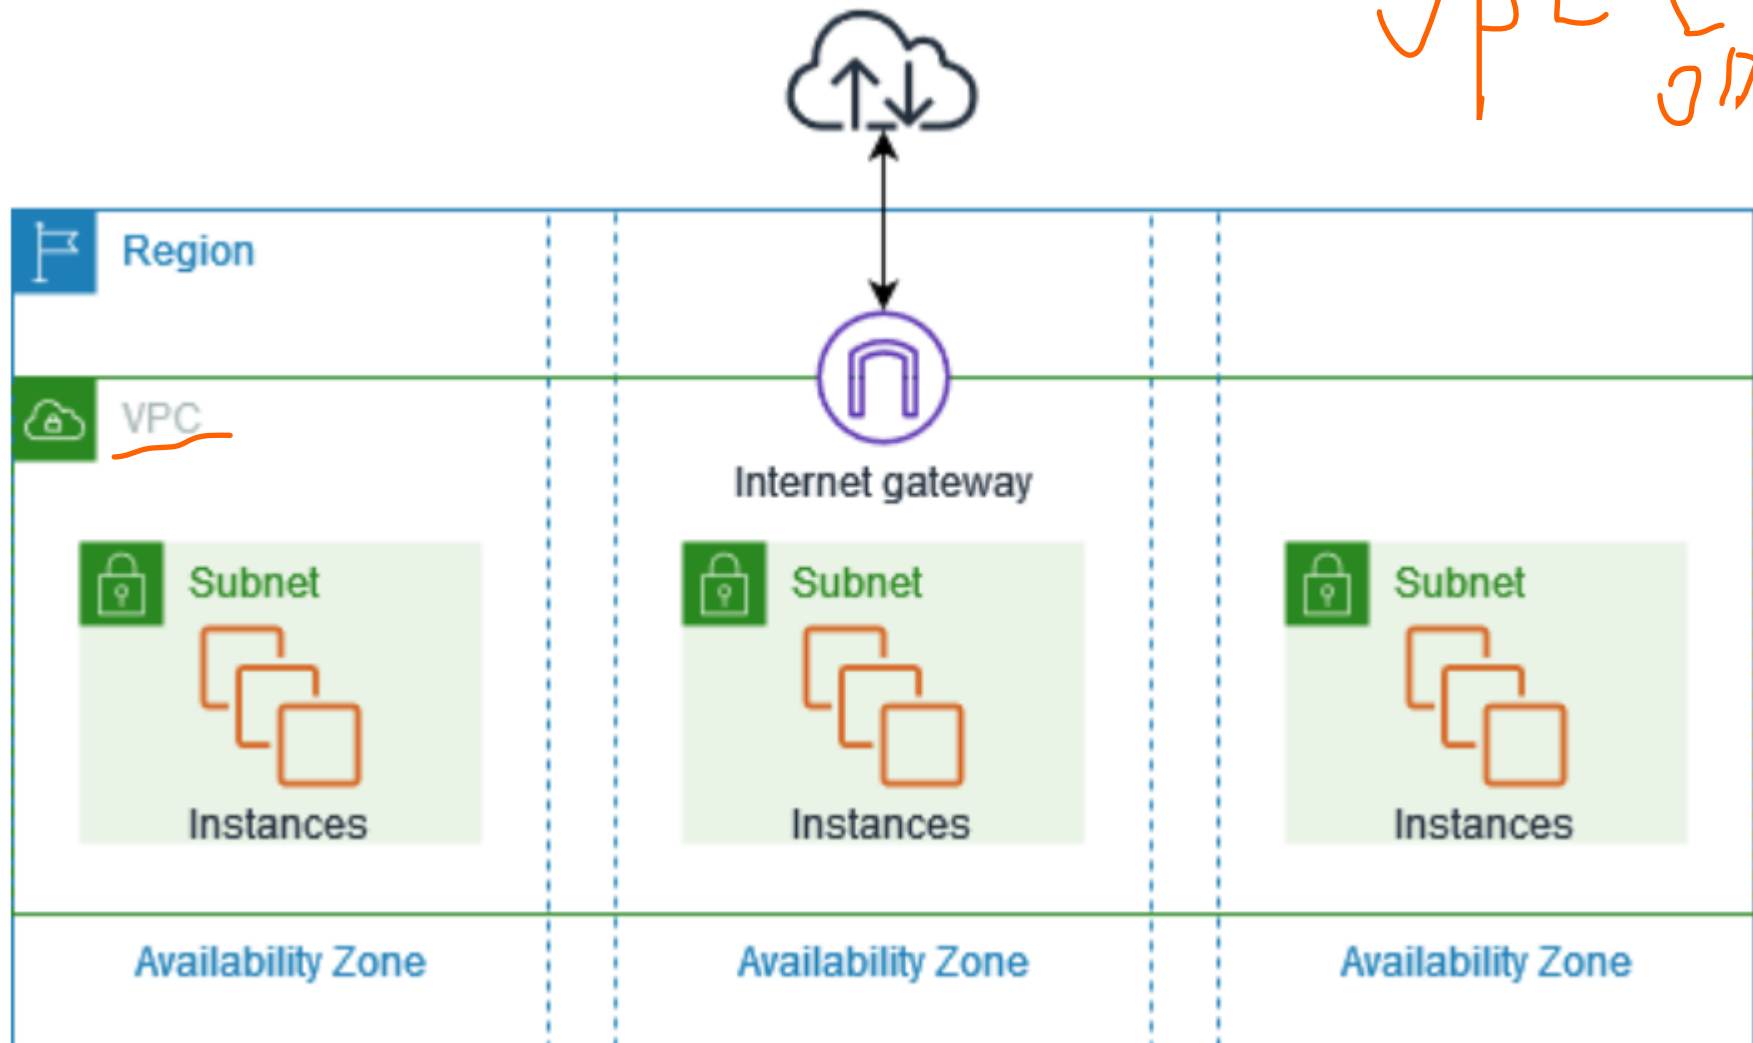 Region
VPC
Internet gateway
Subnet
Subnet
Subnet
Instances
Instances
Instances
Availability Zone
Availability Zone
Availability Zone